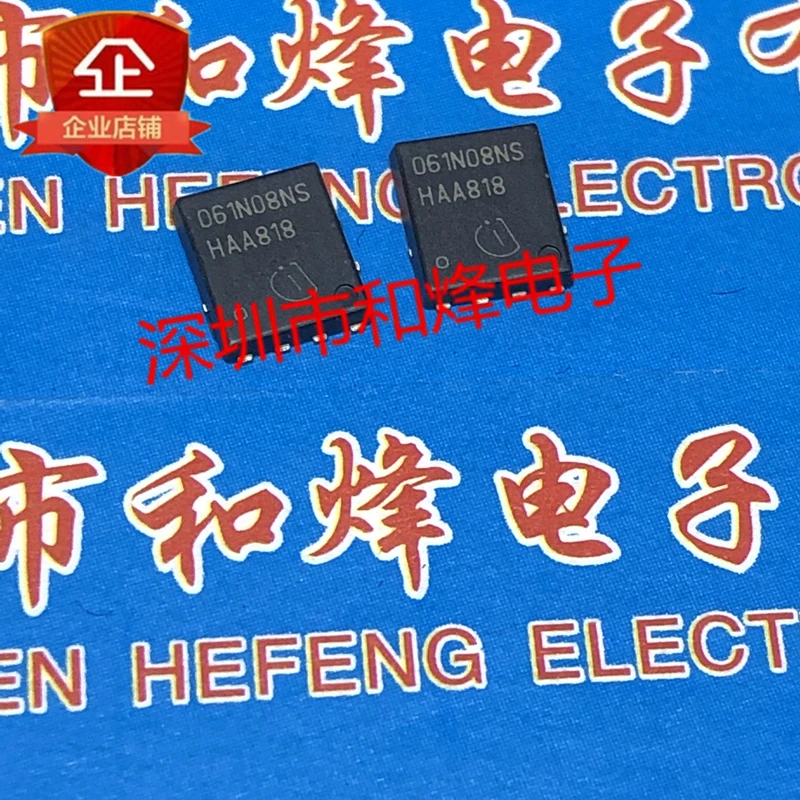 市和烽电子
企
企业店铺
EN HEFENG ELECTRO
061N08NS
HAA818
061N08NS
HAA818
深圳市和烽电子
市和烽电子
EN HEFENG ELECT